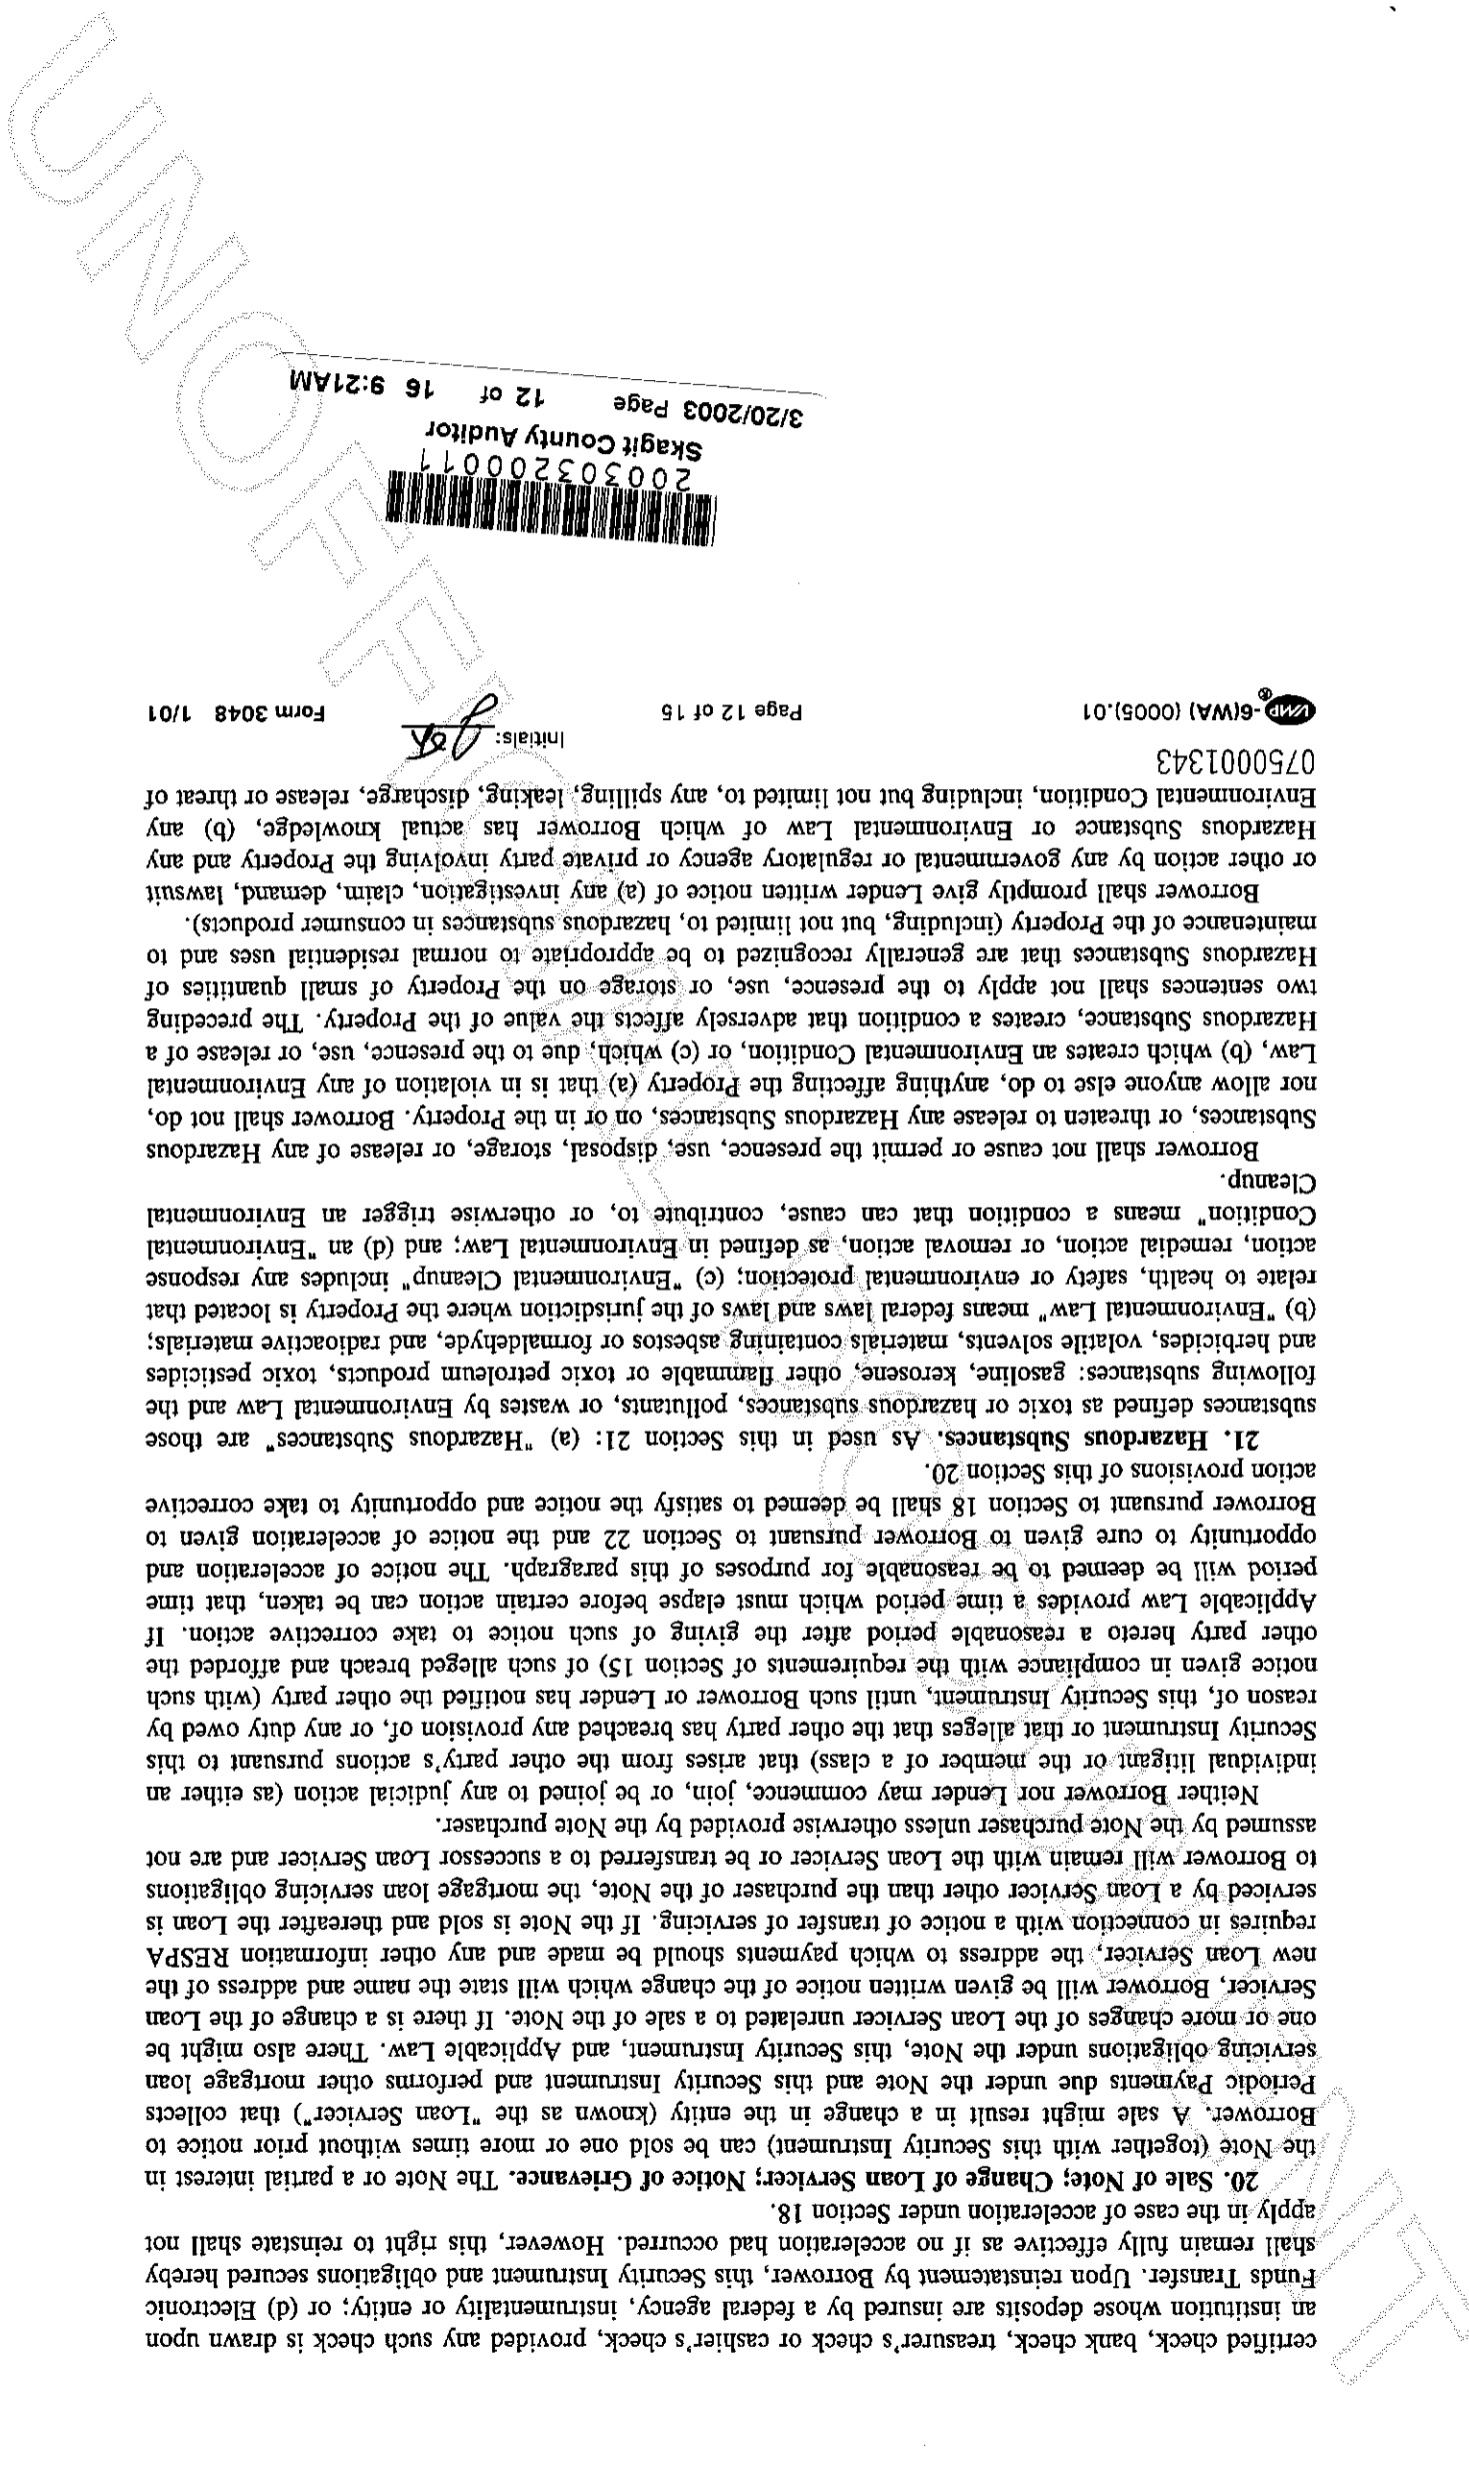 certified check, bank check, treasurer's check or cashier's check, provided any such check is drawn upon
an institution whose deposits are insured by a federal agency, instrumentality or entity; or (d) Electronic
Funds Transfer. Upon reinstatement by Borrower, this Security Instrument and obligations secured hereby
shall remain fully effective as if no acceleration had occurred. However, this right to reinstate shall not
apply in the case of acceleration under Section 18.
20. Sale of Note; Change of Loan Servicer; Notice of Grievance. The Note or a partial interest in
the Note (together with this Security Instrument) can be sold one or more times without prior notice to
Borrower. A sale might result in a change in the entity (known as the "Loan Servicer") that collects
Periodic Payments due under the Note and this Security Instrument and performs other mortgage loan
servicing obligations under the Note, this Security Instrument, and Applicable Law. There also might be
one or more changes of the Loan Servicer unrelated to a sale of the Note. If there is a change of the Loan
Servicer, Borrower will be given written notice of the change which will state the name and address of the
new Loan Servicer, the address to which payments should be made and any other information RESPA
requires in connection with a notice of transfer of servicing. If the Note is sold and thereafter the Loan is
serviced by a Loan Servicer other than the purchaser of the Note, the mortgage loan servicing obligations
to Borrower will remain with the Loan Servicer or be transferred to a successor Loan Servicer and are not
assumed by the Note purchaser unless otherwise provided by the Note purchaser.
Neither Borrower nor Lender may commence, join, or be joined to any judicial action (as either an
individual litigant or the member of a class) that arises from the other party's actions pursuant to this
Security Instrument or that alleges that the other party has breached any provision of, or any duty owed by
reason of, this Security Instrument, until such Borrower or Lender has notified the other party (with such
notice given in compliance with the requirements of Section 15) of such alleged breach and afforded the
other party hereto a reasonable period after the giving of such notice to take corrective action. If
Applicable Law provides a time period which must elapse before certain action can be taken, that time
period will be deemed to be reasonable for purposes of this paragraph. The notice of acceleration and
opportunity to cure given to Borrower pursuant to Section 22 and the notice of acceleration given to
Borrower pursuant to Section 18 shall be deemed to satisfy the notice and opportunity to take corrective
action provisions of this Section 20.
21. Hazardous Substances. As used in this Section 21: (a) "Hazardous Substances" are those
substances defined as toxic or hazardous substances, pollutants, or wastes by Environmental Law and the
following substances: gasoline, kerosene, other flammable or toxic petroleum products, toxic pesticides
and herbicides, volatile solvents, materials containing asbestos or formaldehyde, and radioactive materials;
(b) "Environmental Law" means federal laws and laws of the jurisdiction where the Property is located that
relate to health, safety or environmental protection; (c) "Environmental Cleanup" includes any response
action, remedial action, or removal action, as defined in Environmental Law; and (d) an "Environmental
Condition" means a condition that can cause, contribute to, or otherwise trigger an Environmental
Cleanup.
Borrower shall not cause or permit the presence, use, disposal, storage, or release of any Hazardous
Substances, or threaten to release any Hazardous Substances, on or in the Property. Borrower shall not do,
nor allow anyone else to do, anything affecting the Property (a) that is in violation of any Environmental
Law, (b) which creates an Environmental Condition, or (c) which, due to the presence, use, or release of a
Hazardous Substance, creates a condition that adversely affects the value of the Property. The preceding
two sentences shall not apply to the presence, use, or storage on the Property of small quantities of
Hazardous Substances that are generally recognized to be appropriate to normal residential uses and to
maintenance of the Property (including, but not limited to, hazardous substances in consumer products).
Borrower shall promptly give Lender written notice of (a) any investigation, claim, demand, lawsuit
or other action by any governmental or regulatory agency or private party involving the Property and any
Hazardous Substance or Environmental Law of which Borrower has actual knowledge, (b) any
Environmental Condition, including but not limited to, any spilling, leaking, discharge, release or threat of
0750001343
Initials:
VMP®-6(WA) (0005).01 Page 12 of 15 Form 3048 1/01
200303200011
Skagit County Auditor
3/20/2003 Page 12 of 16 9:21AM
UNOFFICIAL DOCUMENT